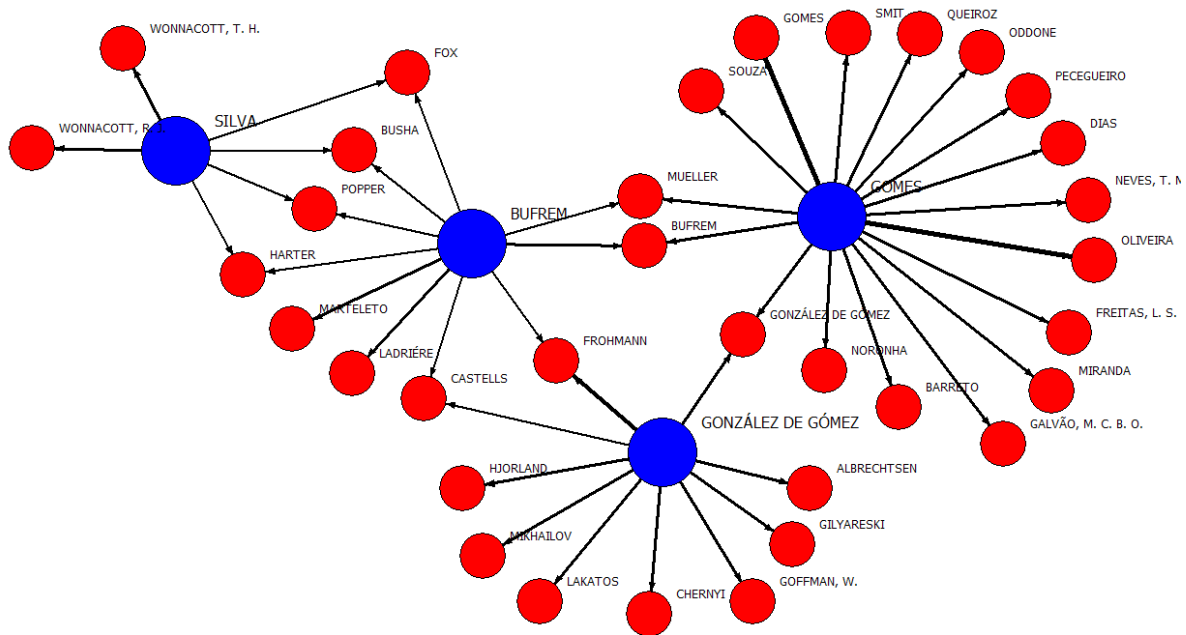 WONNACOTT, T. H.
FOX
SILVA
WONNACOTT, R. J.
BUSHA
POPPER
BUFREM
HARTER
MARTELETO
LADRIÉRE
CASTELLS
FROHMANN
MUELLER
BUFREM
GOMES
SMIT
QUEIROZ
ODDONE
SOUZA
PECEGUEIRO
DIAS
GOMES
NEVES, T. M
OLIVEIRA
FREITAS, L. S.
MIRANDA
GALVÃO, M. C. B. O.
BARRETO
NORONHA
GONZÁLEZ DE GÓMEZ
GONZÁLEZ DE GÓMEZ
HJORLAND
MIKHAILOV
LAKATOS
CHERNYI
GOFFMAN, W.
GILYARESKI
ALBRECHTSEN